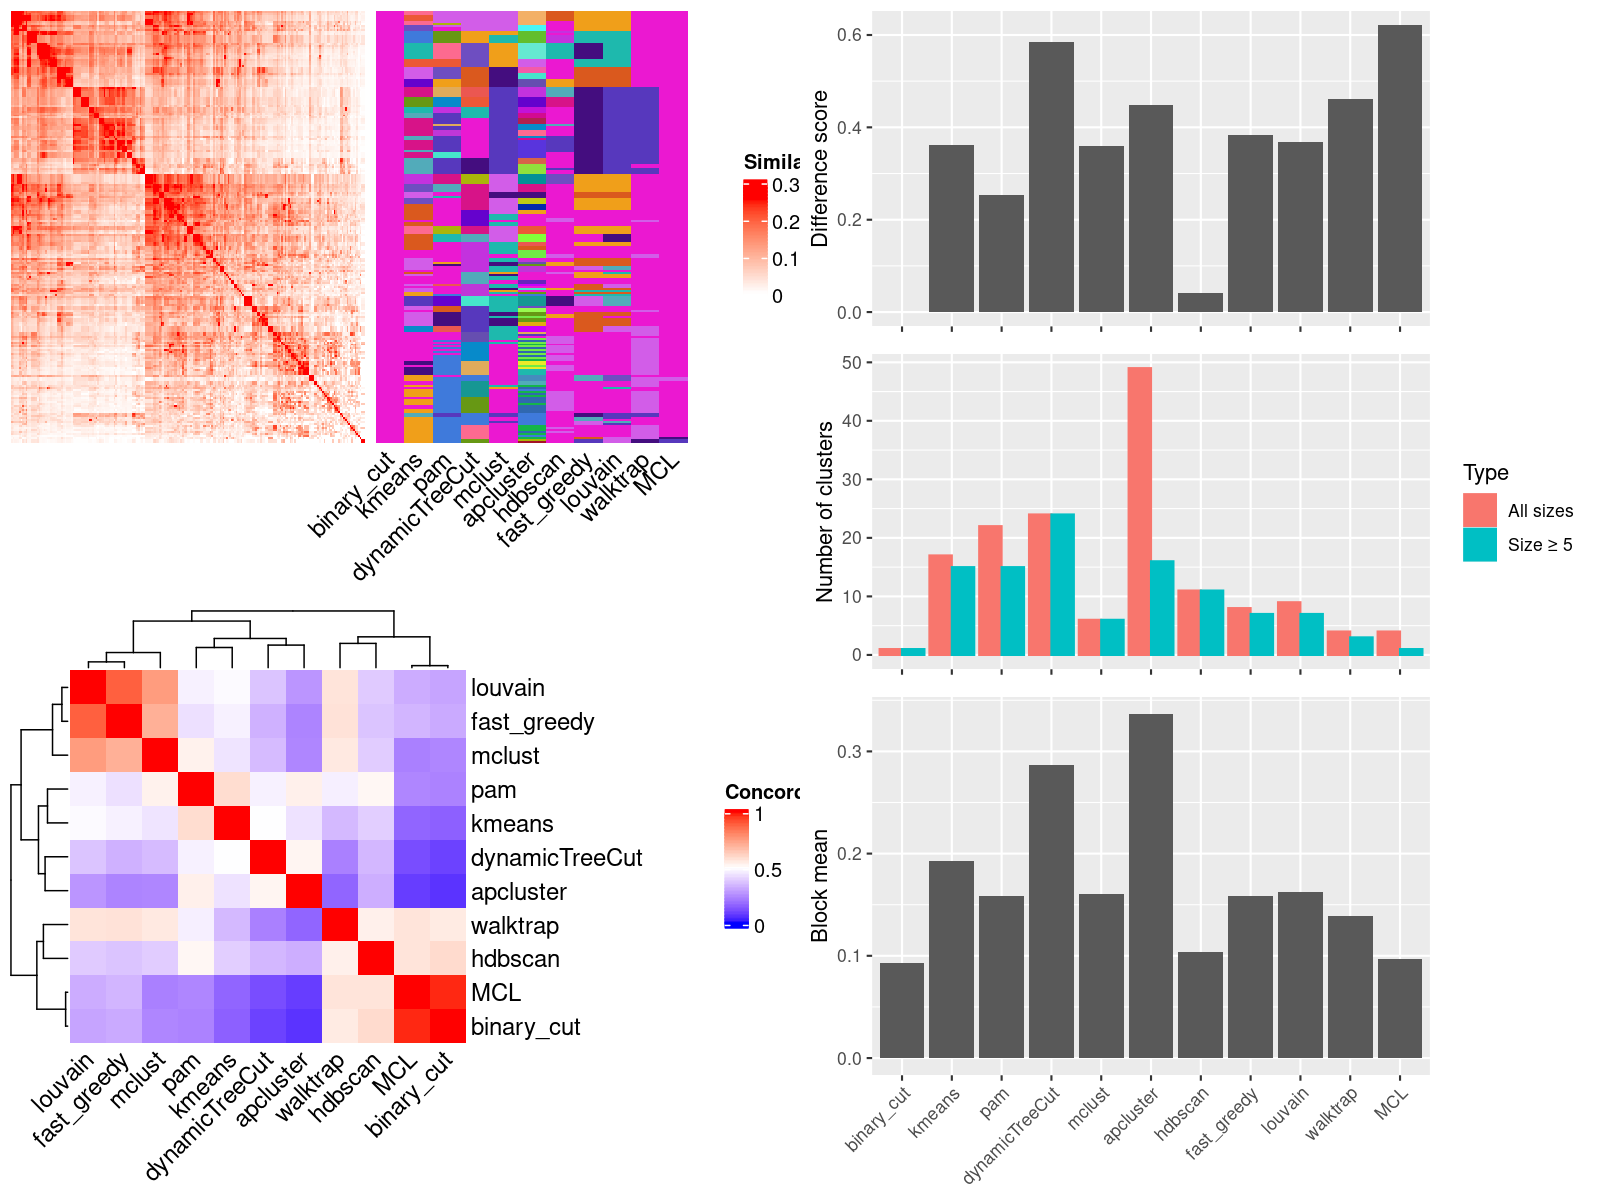 Simila
0.3
0.2
0.1
0
binary_cut
kmeans
pam
dynamicTreeCut
mclust
apcluster
hdbscan
fast_greedy
louvain
walktrap
MCL
louvain
fast_greedy
mclust
pam
kmeans
dynamicTreeCut
apcluster
walktrap
hdbscan
MCL
binary_cut
louvain
fast_greedy
mclust
pam
kmeans
dynamicTreeCut
apcluster
walktrap
hdbscan
MCL
binary_cut
Concord
1
0.5
0
Difference score
0.6
0.4
0.2
0.0
Number of clusters
50
40
30
20
10
0
Type
All sizes
Size ≥ 5
Block mean
0.3
0.2
0.1
0.0
binary_cut
kmeans
pam
dynamicTreeCut
mclust
apcluster
hdbscan
fast_greedy
louvain
walktrap
MCL